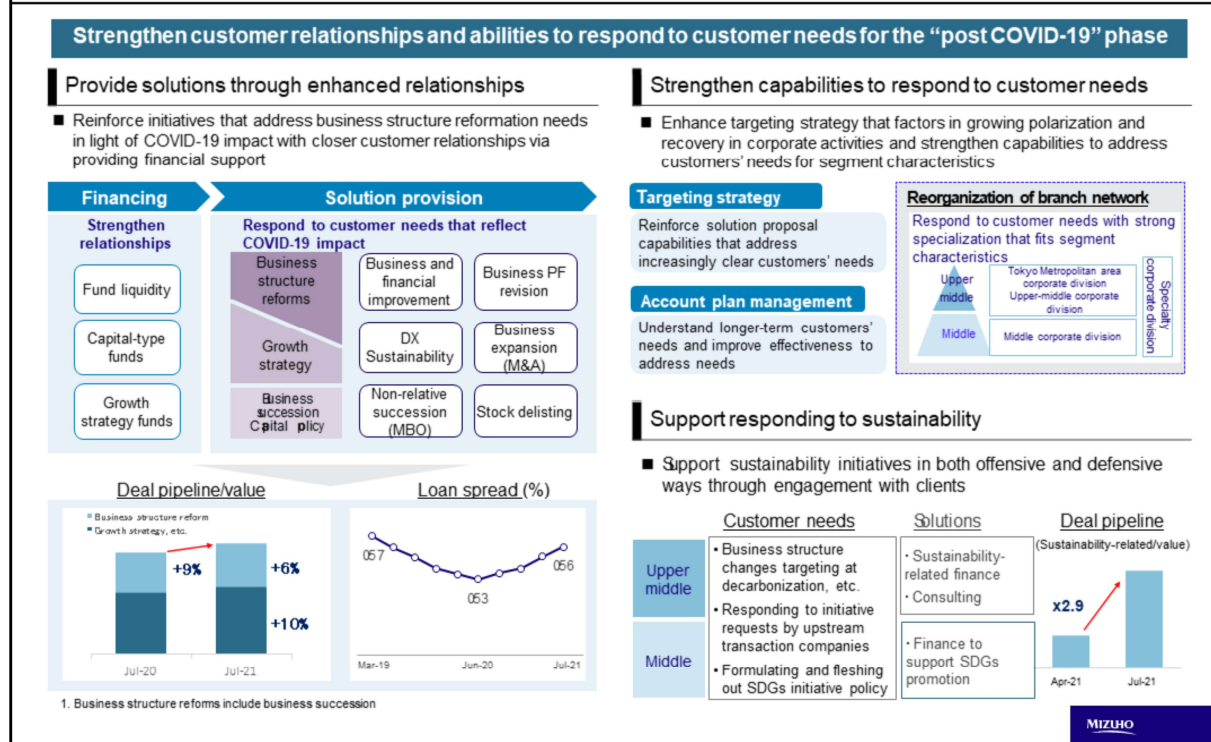 Strengthen customer relationships and abilities to respond to customer needs for the “post COVID-19” phase
Provide solutions through enhanced relationships
■ Reinforce initiatives that address business structure reformation needs
in light of COVID-19 impact with closer customer relationships via
providing financial support
Financing
Solution provision
Strengthen
relationships
Fund liquidity
Capital-type
funds
Growth
strategy funds
Respond to customer needs that reflect
COVID-19 impact
Business
structure
reforms
Growth
strategy
Business
succession
Capital policy
Business and
financial
improvement
Business PF
revision
DX
Sustainability
Business
expansion
(M&A)
Non-relative
succession
(MBO)
Stock delisting
Deal pipeline/value
Business structure reform
Growth strategy, etc.
+9%
+6%
+10%
Jul-20
Jul-21
Loan spread (%)
057
053
056
Mar-19
Jun-20
Jul-21
1. Business structure reforms include business succession
Strengthen capabilities to respond to customer needs
■ Enhance targeting strategy that factors in growing polarization and
recovery in corporate activities and strengthen capabilities to address
customers’ needs for segment characteristics
Targeting strategy
Reinforce solution proposal
capabilities that address
increasingly clear customers’ needs
Account plan management
Understand longer-term customers’
needs and improve effectiveness to
address needs
Reorganization of branch network
Respond to customer needs with strong
specialization that fits segment
characteristics
Upper
middle
Middle
Tokyo Metropolitan area
corporate division
Upper-middle corporate
division
Middle corporate division
Specialty
corporate division
Support responding to sustainability
■ Support sustainability initiatives in both offensive and defensive
ways through engagement with clients
Customer needs
Solutions
Deal pipeline
(Sustainability-related/value)
Upper
middle
Middle
• Business structure
changes targeting at
decarbonization, etc.
• Responding to initiative
requests by upstream
transaction companies
• Formulating and fleshing
out SDGs initiative policy
· Sustainability-
related finance
· Consulting
· Finance to
support SDGs
promotion
x2.9
Apr-21
Jul-21
MIZUHO